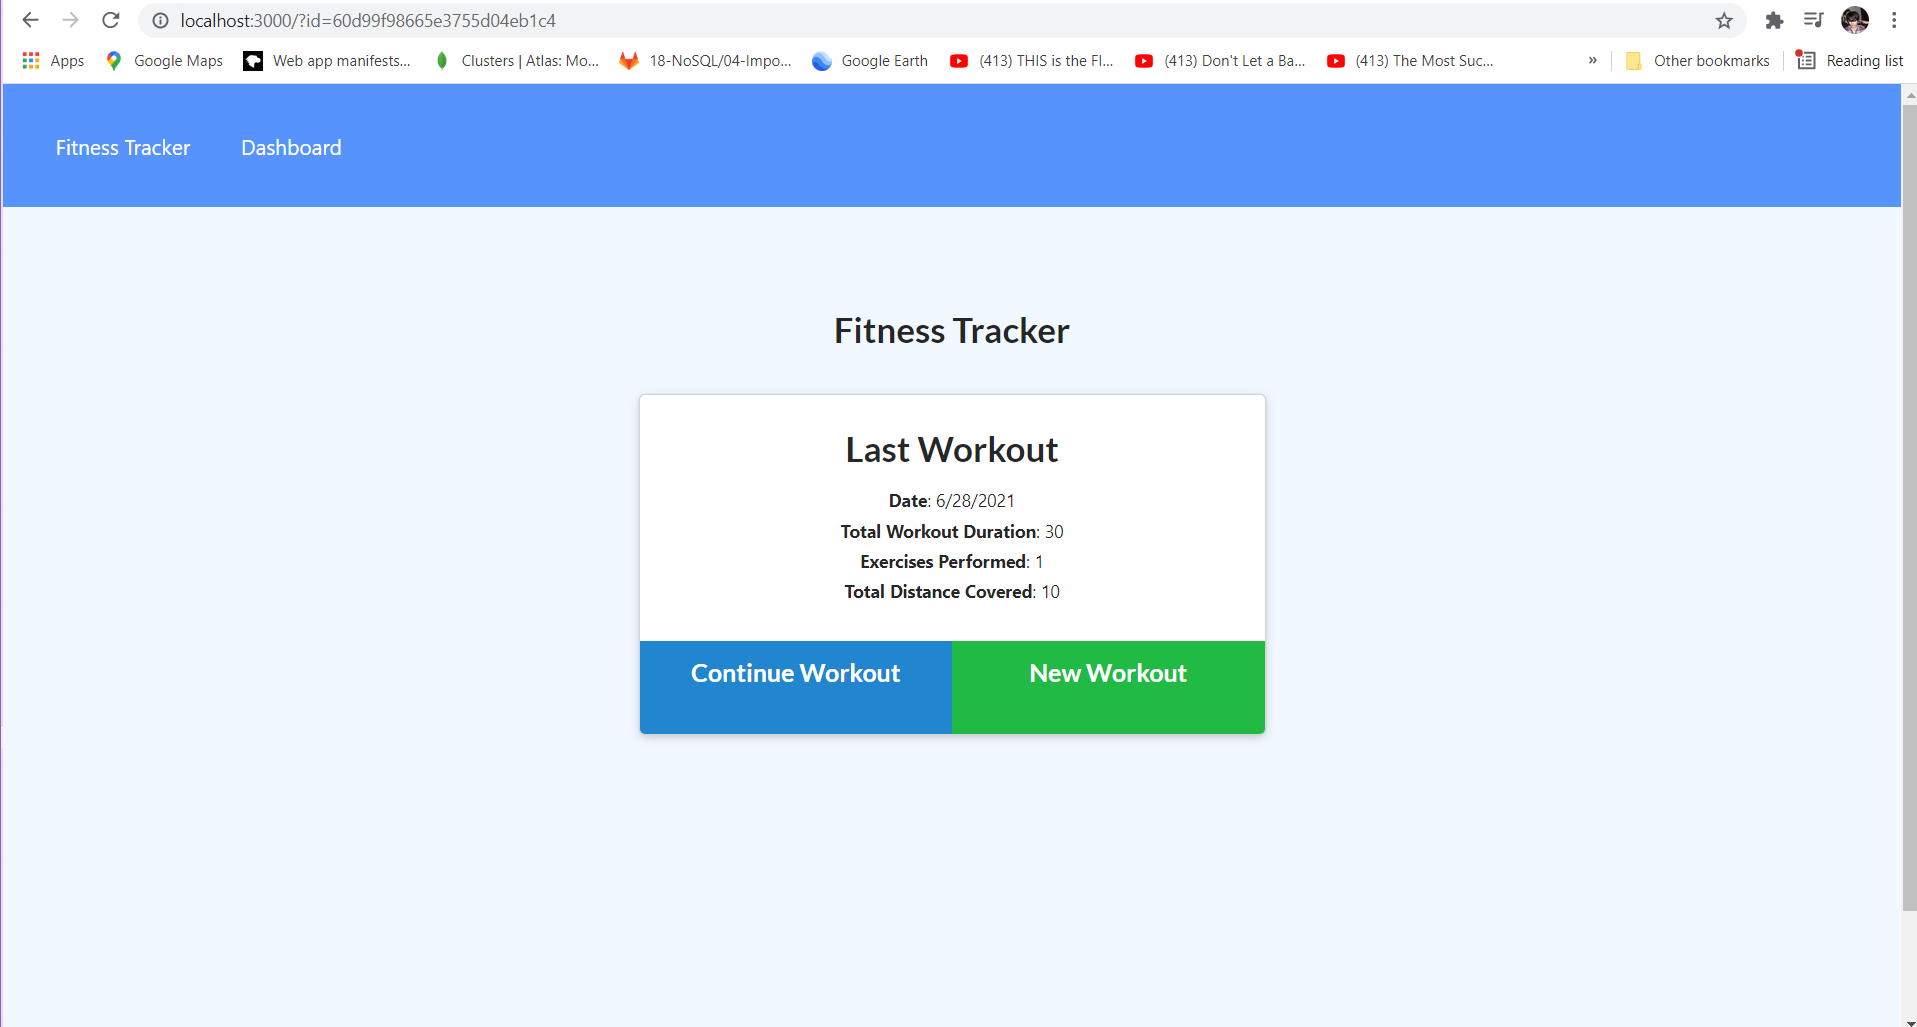 localhost:3000/?id=60d99f98665e3755d04eb1c4
Apps Google Maps Web app manifests... Clusters | Atlas: Mo... 18-NoSQL/04-Impo... Google Earth (413) THIS is the Fl... (413) Don't Let a Ba... (413) The Most Suc... » Other bookmarks Reading list
Fitness Tracker Dashboard
Fitness Tracker
Last Workout
Date: 6/28/2021
Total Workout Duration: 30
Exercises Performed: 1
Total Distance Covered: 10
Continue Workout New Workout